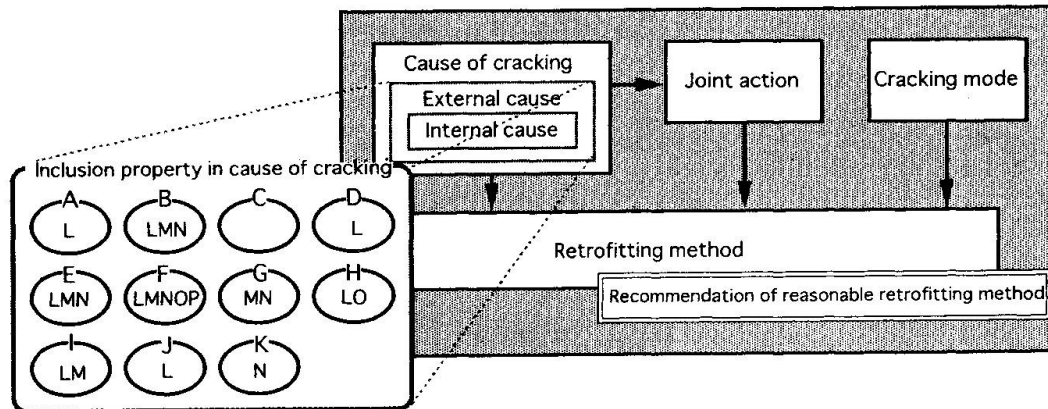 Cause of cracking
External cause
Internal cause
Joint action
Cracking mode
Inclusion property in cause of cracking
A
L
B
LMN
C
D
L
E
LMN
F
LMNOP
G
MN
H
LO
I
LM
J
L
K
N
Retrofitting method
Recommendation of reasonable retrofitting method